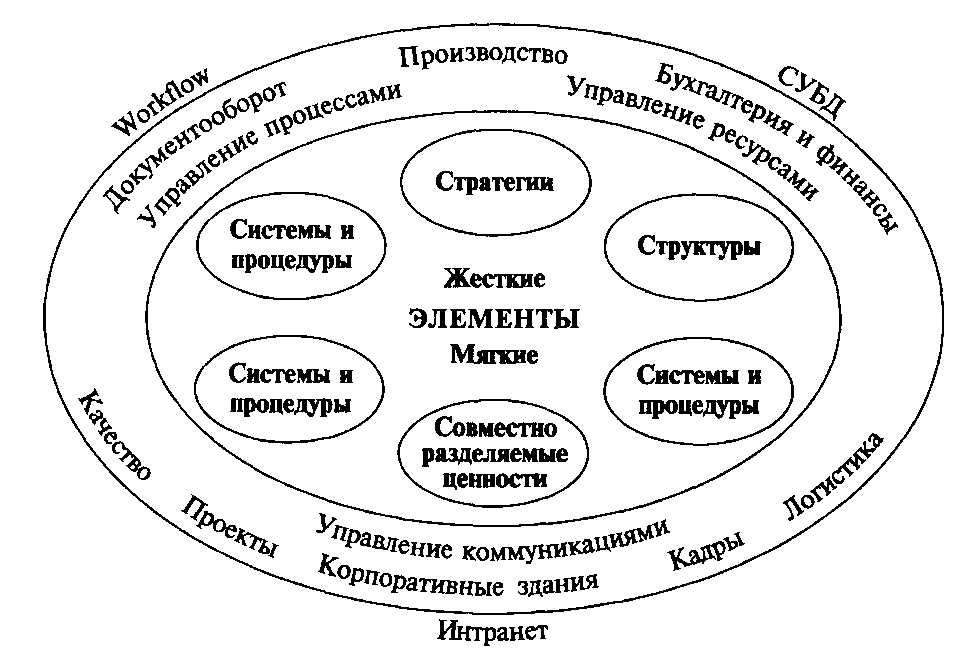 Производство
Workflow
СУБД
Документооборот
Бухгалтерия и финансы
Управление процессами
Управление ресурсами
Стратегии
Системы и
процедуры
Структуры
Жесткие
ЭЛЕМЕНТЫ
Мягкие
Системы и
процедуры
Системы и
процедуры
Совместно
разделяемые
ценности
Качество
Логистика
Проекты
Управление коммуникациями
Кадры
Корпоративные здания
Интранет